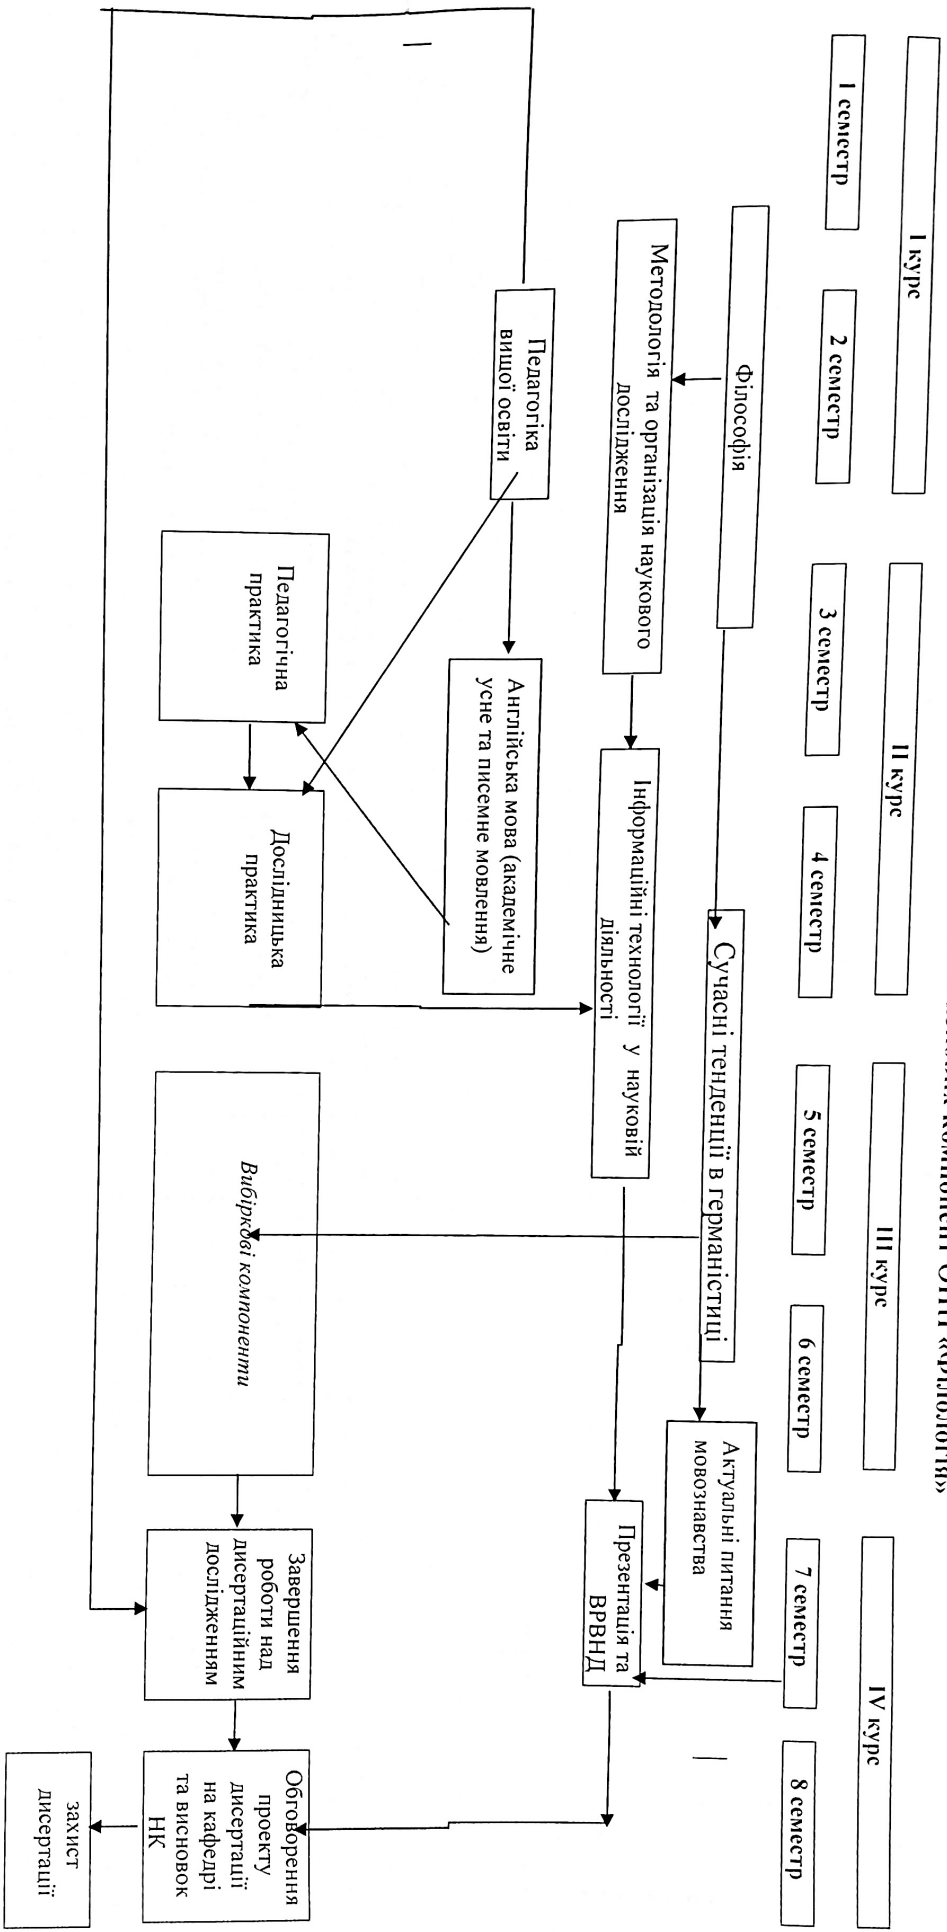 компонент ОНП «Філологія»
I курс
II курс
III курс
IV курс
1 семестр
2 семестр
3 семестр
4 семестр
5 семестр
6 семестр
7 семестр
8 семестр
Філософія
Сучасні тенденції в германістиці
Актуальні питання
мовознавства
Методологія та організація наукового
дослідження
Інформаційні технології у науковій
діяльності
Презентація та
ВРВНД
Педагогіка
вищої освіти
Англійська мова (академічне
усне та писемне мовлення)
Педагогічна
практика
Дослідницька
практика
Вибіркові компоненти
Завершення
роботи над
дисертаційним
дослідженням
Обговорення
проекту
дисертації
на кафедрі
та висновок
НК
захист
дисертації